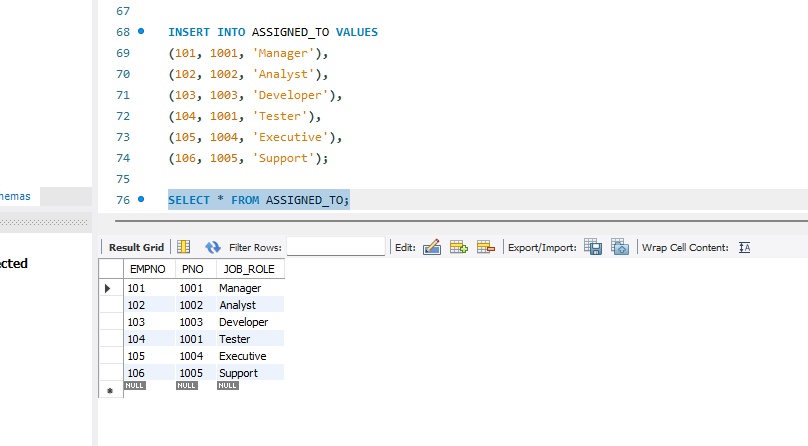 67
68 INSERT INTO ASSIGNED_TO VALUES
69 (101, 1001, 'Manager'),
70 (102, 1002, 'Analyst'),
71 (103, 1003, 'Developer'),
72 (104, 1001, 'Tester'),
73 (105, 1004, 'Executive'),
74 (106, 1005, 'Support');
75
76 SELECT * FROM ASSIGNED_TO;
hemas
Result Grid Filter Rows: Edit: Export/Import: Wrap Cell Content: IA
ected
EMPNO PNO JOB_ROLE
101 1001 Manager
102 1002 Analyst
103 1003 Developer
104 1001 Tester
105 1004 Executive
106 1005 Support
NULL NULL NULL